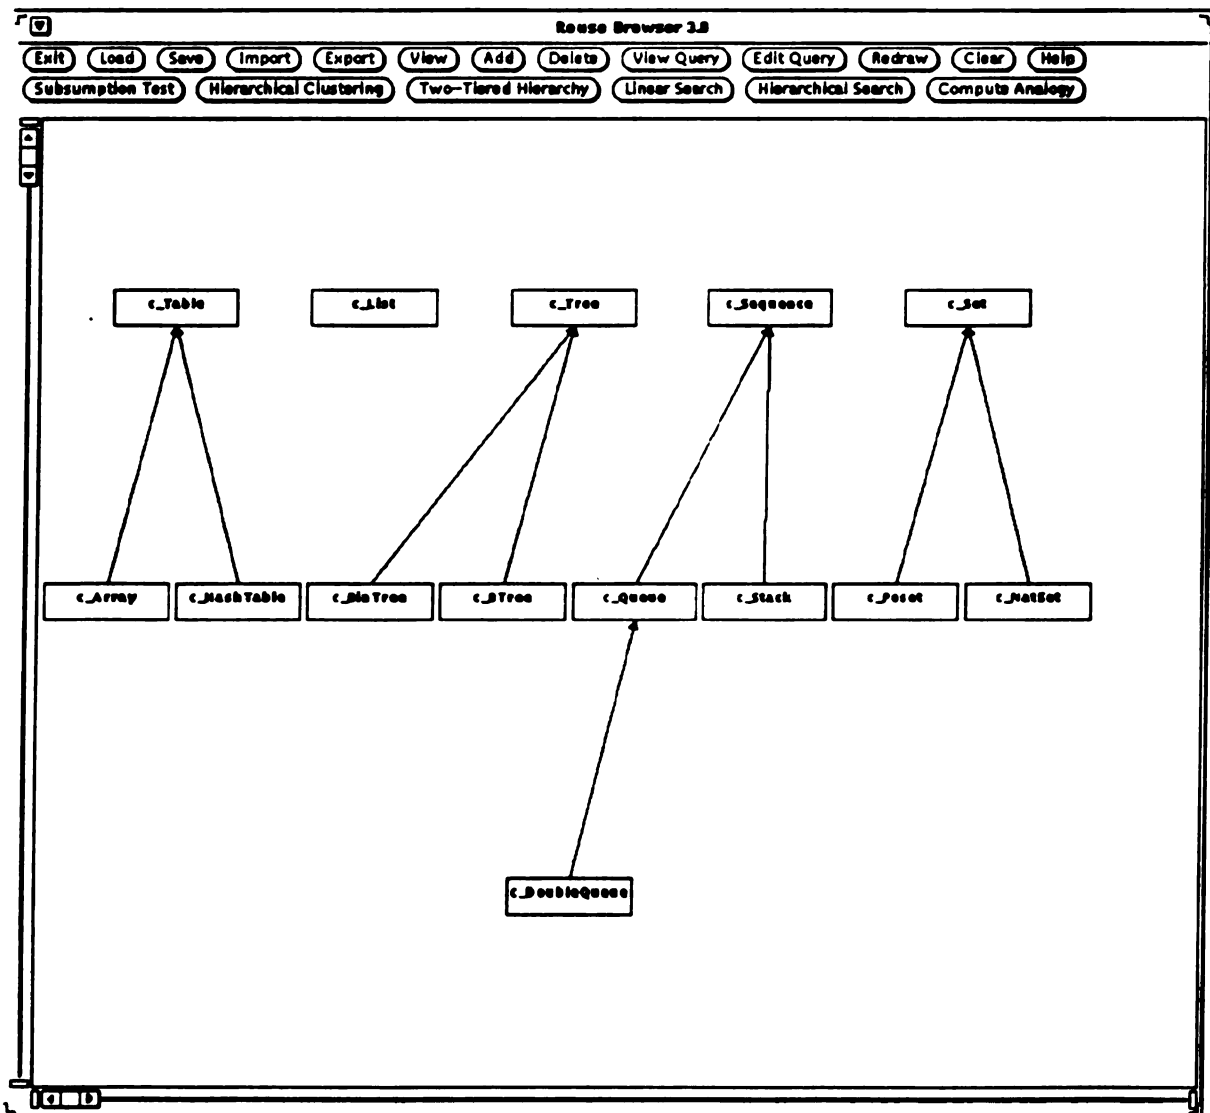 Reuse Browser 3.0
Exit Load Save Import Export View Add Delete View Query Edit Query Redraw Clear Help
Subsumption Test Hierarchical Clustering Two-Tiered Hierarchy Linear Search Hierarchical Search Compute Analogy
c_Table c_List c_Tree c_Sequence c_Set
c_Array c_HashTable c_BinTree c_BTree c_Queue c_Stack c_Poset c_NatSet
c_DoubleQueue